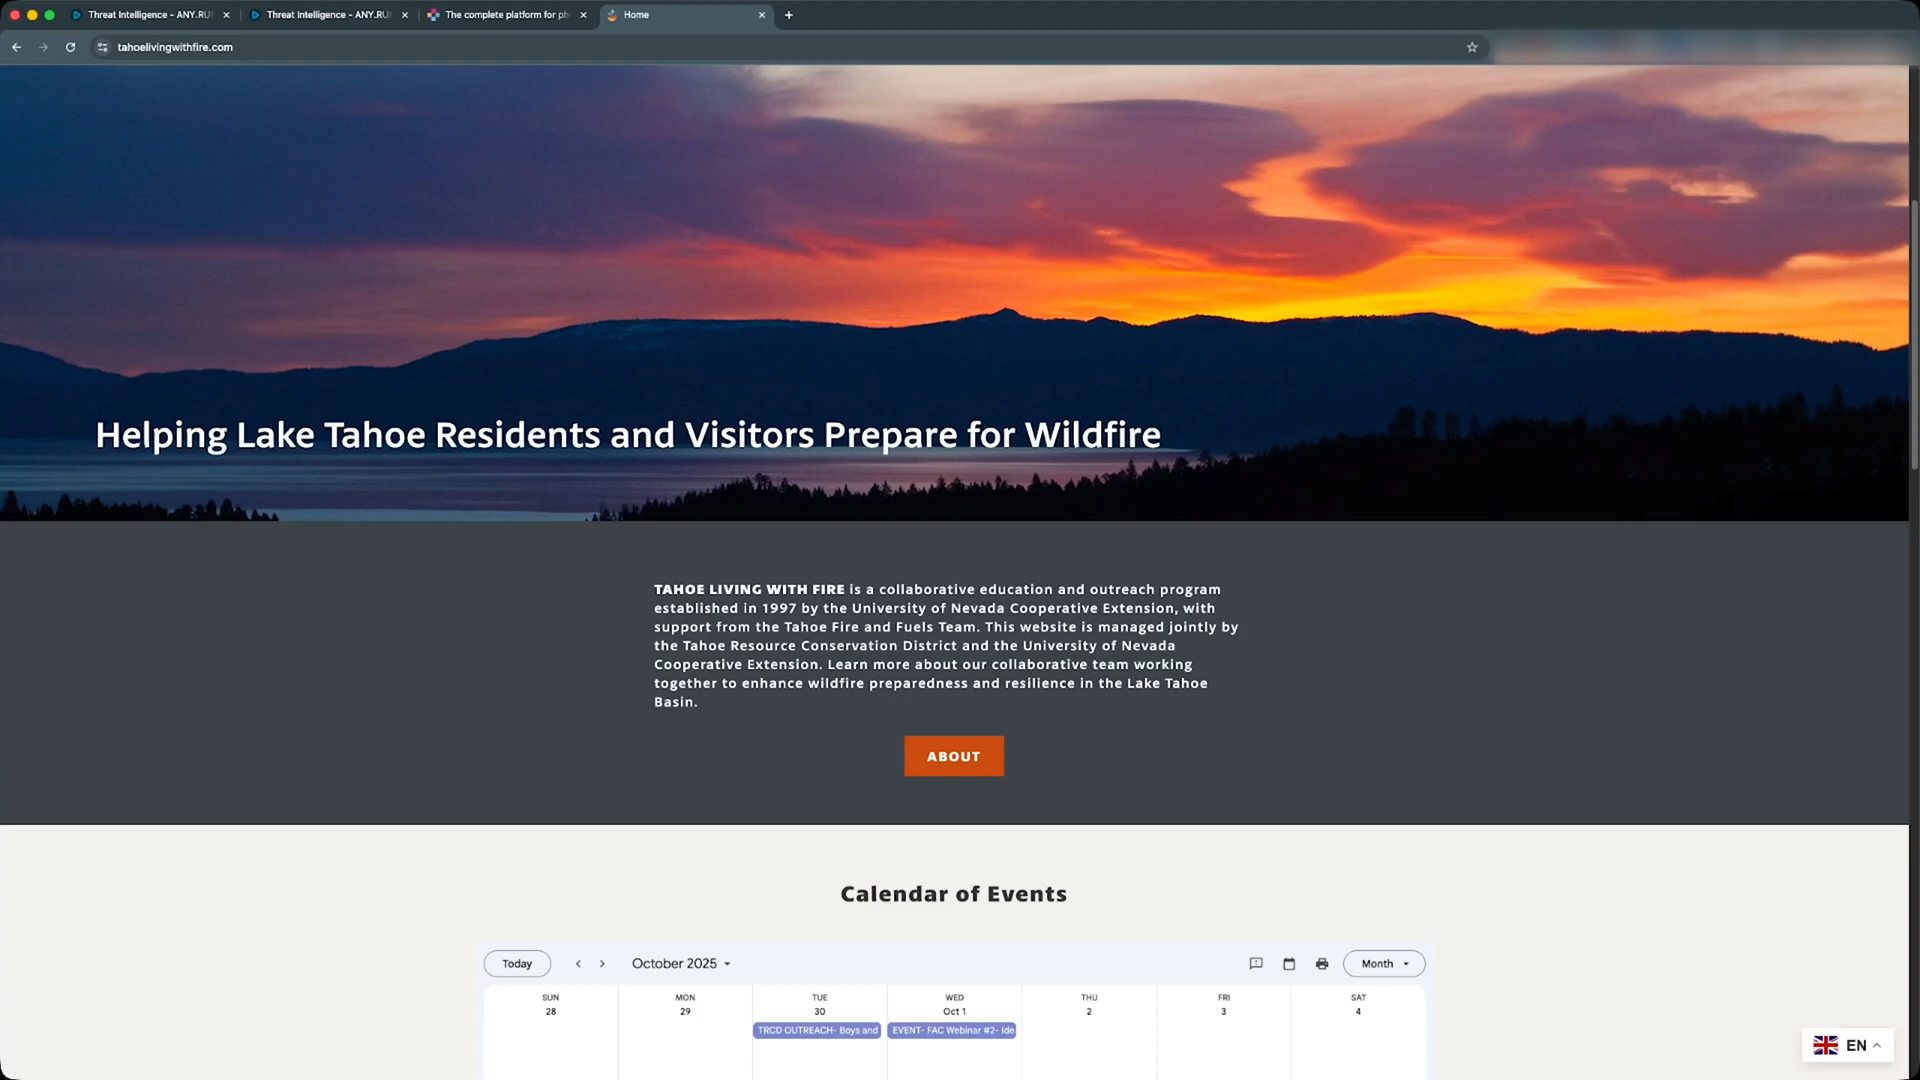 Threat Intelligence - ANY.RU
Threat Intelligence - ANY.RU
The complete platform for ph
Home
tahoelivingwithfire.com
Helping Lake Tahoe Residents and Visitors Prepare for Wildfire
TAHOE LIVING WITH FIRE is a collaborative education and outreach program
established in 1997 by the University of Nevada Cooperative Extension, with
support from the Tahoe Fire and Fuels Team. This website is managed jointly by
the Tahoe Resource Conservation District and the University of Nevada
Cooperative Extension. Learn more about our collaborative team working
together to enhance wildfire preparedness and resilience in the Lake Tahoe
Basin.
ABOUT
Calendar of Events
Today
October 2025
Month
SUN MON TUE WED THU FRI SAT
28 29 30 Oct 1 2 3 4
TRCD OUTREACH- Boys and
EVENT- FAC Webinar #2- Ide
EN